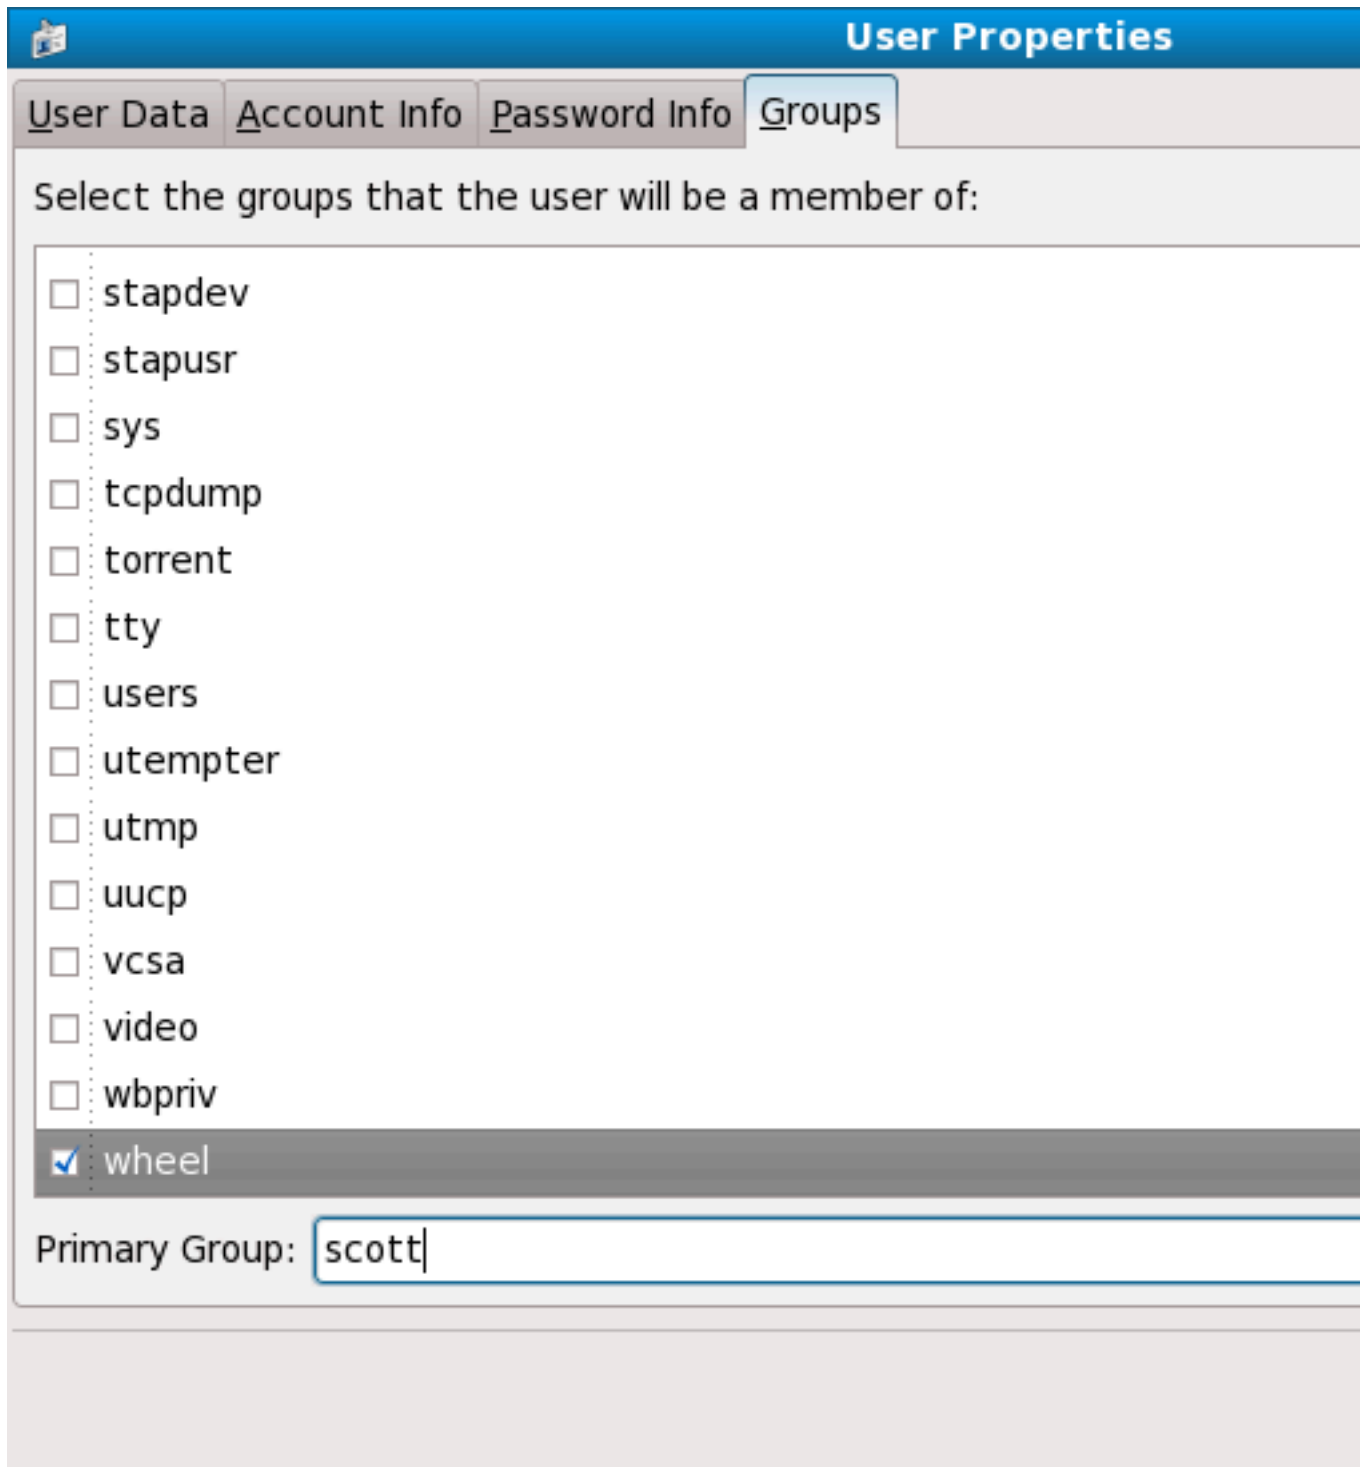 User Properties
User Data Account Info Password Info Groups
Select the groups that the user will be a member of:
stapdev
stapusr
sys
tcpdump
torrent
tty
users
utempter
utmp
uucp
vcsa
video
wbpriv
wheel
Primary Group: scott